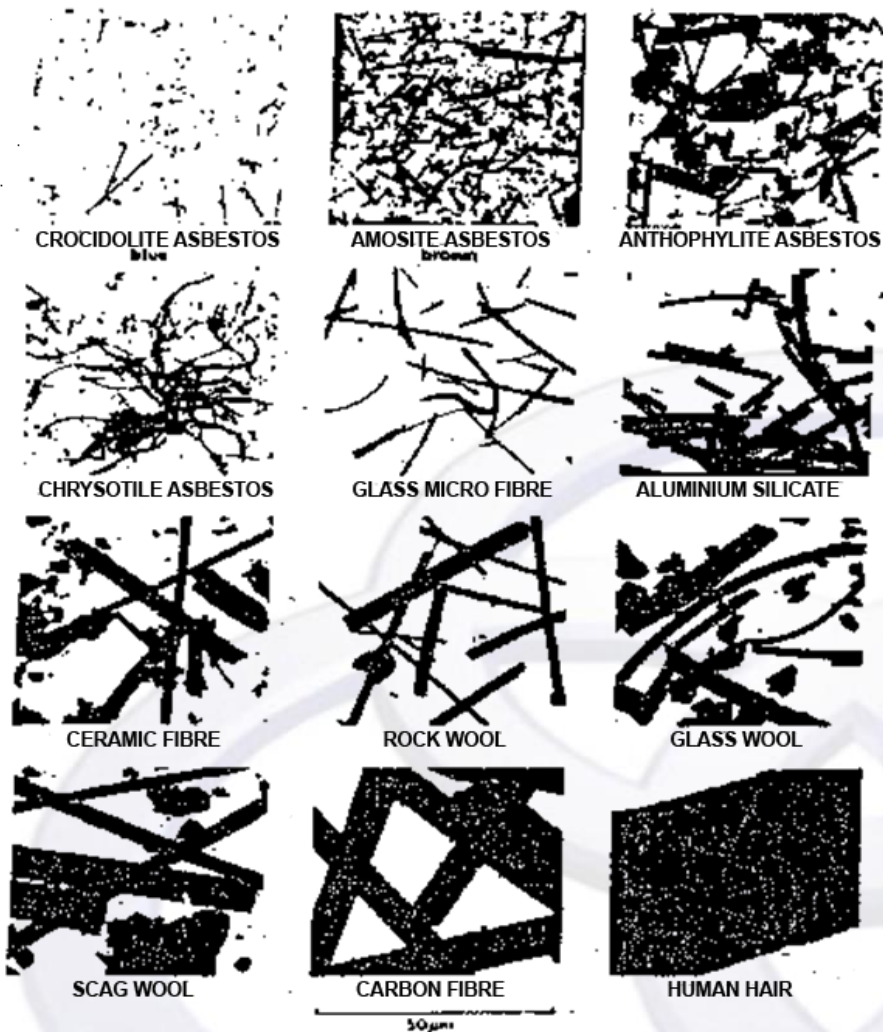 CROCIDOLITE ASBESTOS
blue
AMOSITE ASBESTOS
brown
ANTHOPHYLITE ASBESTOS
CHRYSOTILE ASBESTOS
GLASS MICRO FIBRE
ALUMINIUM SILICATE
CERAMIC FIBRE
ROCK WOOL
GLASS WOOL
SCAG WOOL
CARBON FIBRE
HUMAN HAIR
50µm